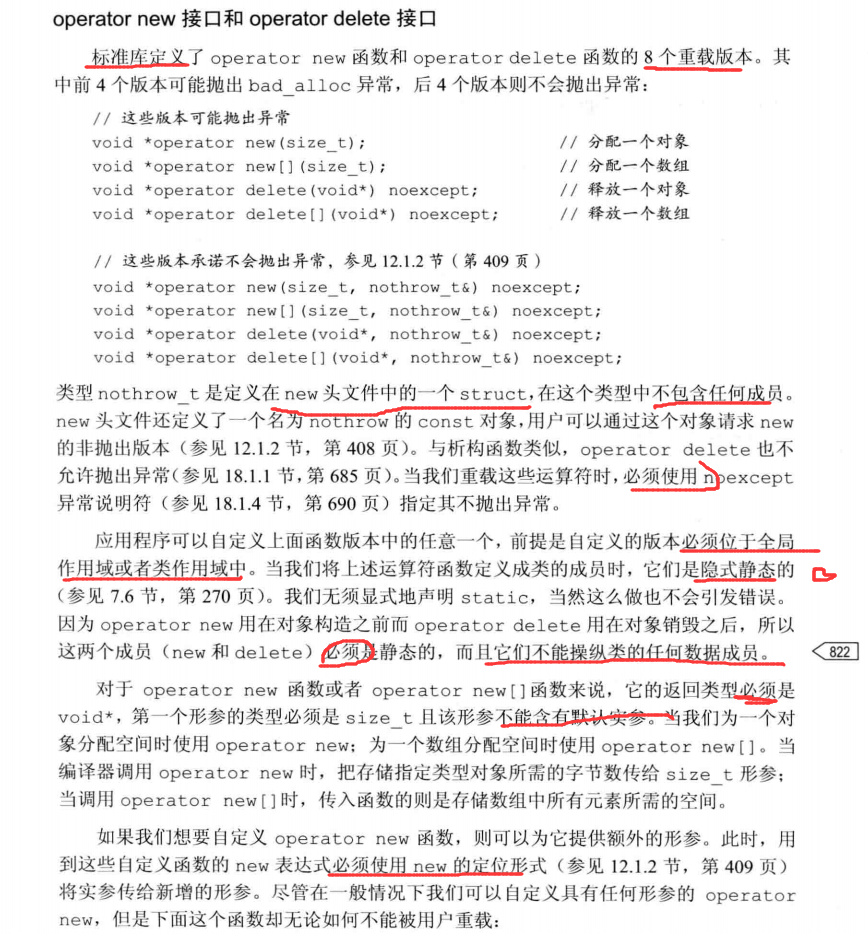 operator new 接口和 operator delete 接口
标准库定义了 operator new 函数和 operator delete 函数的 8 个重载版本。其
中前 4 个版本可能抛出 bad_alloc 异常，后 4 个版本则不会抛出异常：
// 这些版本可能抛出异常
void *operator new(size_t); // 分配一个对象
void *operator new[](size_t); // 分配一个数组
void *operator delete(void*) noexcept; // 释放一个对象
void *operator delete[](void*) noexcept; // 释放一个数组
// 这些版本承诺不会抛出异常，参见 12.1.2 节（第 409 页）
void *operator new(size_t, nothrow_t&) noexcept;
void *operator new[](size_t, nothrow_t&) noexcept;
void *operator delete(void*, nothrow_t&) noexcept;
void *operator delete[](void*, nothrow_t&) noexcept;
类型 nothrow_t 是定义在 new 头文件中的一个 struct，在这个类型中不包含任何成员。
new 头文件还定义了一个名为 nothrow 的 const 对象，用户可以通过这个对象请求 new
的非抛出版本（参见 12.1.2 节，第 408 页）。与析构函数类似，operator delete 也不
允许抛出异常（参见 18.1.1 节，第 685 页）。当我们重载这些运算符时，必须使用 noexcept
异常说明符（参见 18.1.4 节，第 690 页）指定其不抛出异常。
应用程序可以自定义上面函数版本中的任意一个，前提是自定义的版本必须位于全局
作用域或者类作用域中。当我们将上述运算符函数定义成类的成员时，它们是隐式静态的
（参见 7.6 节，第 270 页）。我们无须显式地声明 static，当然这么做也不会引发错误。
因为 operator new 用在对象构造之前而 operator delete 用在对象销毁之后，所以
这两个成员（new 和 delete）必须是静态的，而且它们不能操纵类的任何数据成员。
822
对于 operator new 函数或者 operator new[]函数来说，它的返回类型必须是
void*，第一个形参的类型必须是 size_t 且该形参不能含有默认实参。当我们为一个对
象分配空间时使用 operator new；为一个数组分配空间时使用 operator new[]。当
编译器调用 operator new 时，把存储指定类型对象所需的字节数传给 size_t 形参；
当调用 operator new[]时，传入函数的则是存储数组中所有元素所需的空间。
如果我们想要自定义 operator new 函数，则可以为它提供额外的形参。此时，用
到这些自定义函数的 new 表达式必须使用 new 的定位形式（参见 12.1.2 节，第 409 页）
将实参传给新增的形参。尽管在一般情况下我们可以自定义具有任何形参的 operator
new，但是下面这个函数却无论如何不能被用户重载：